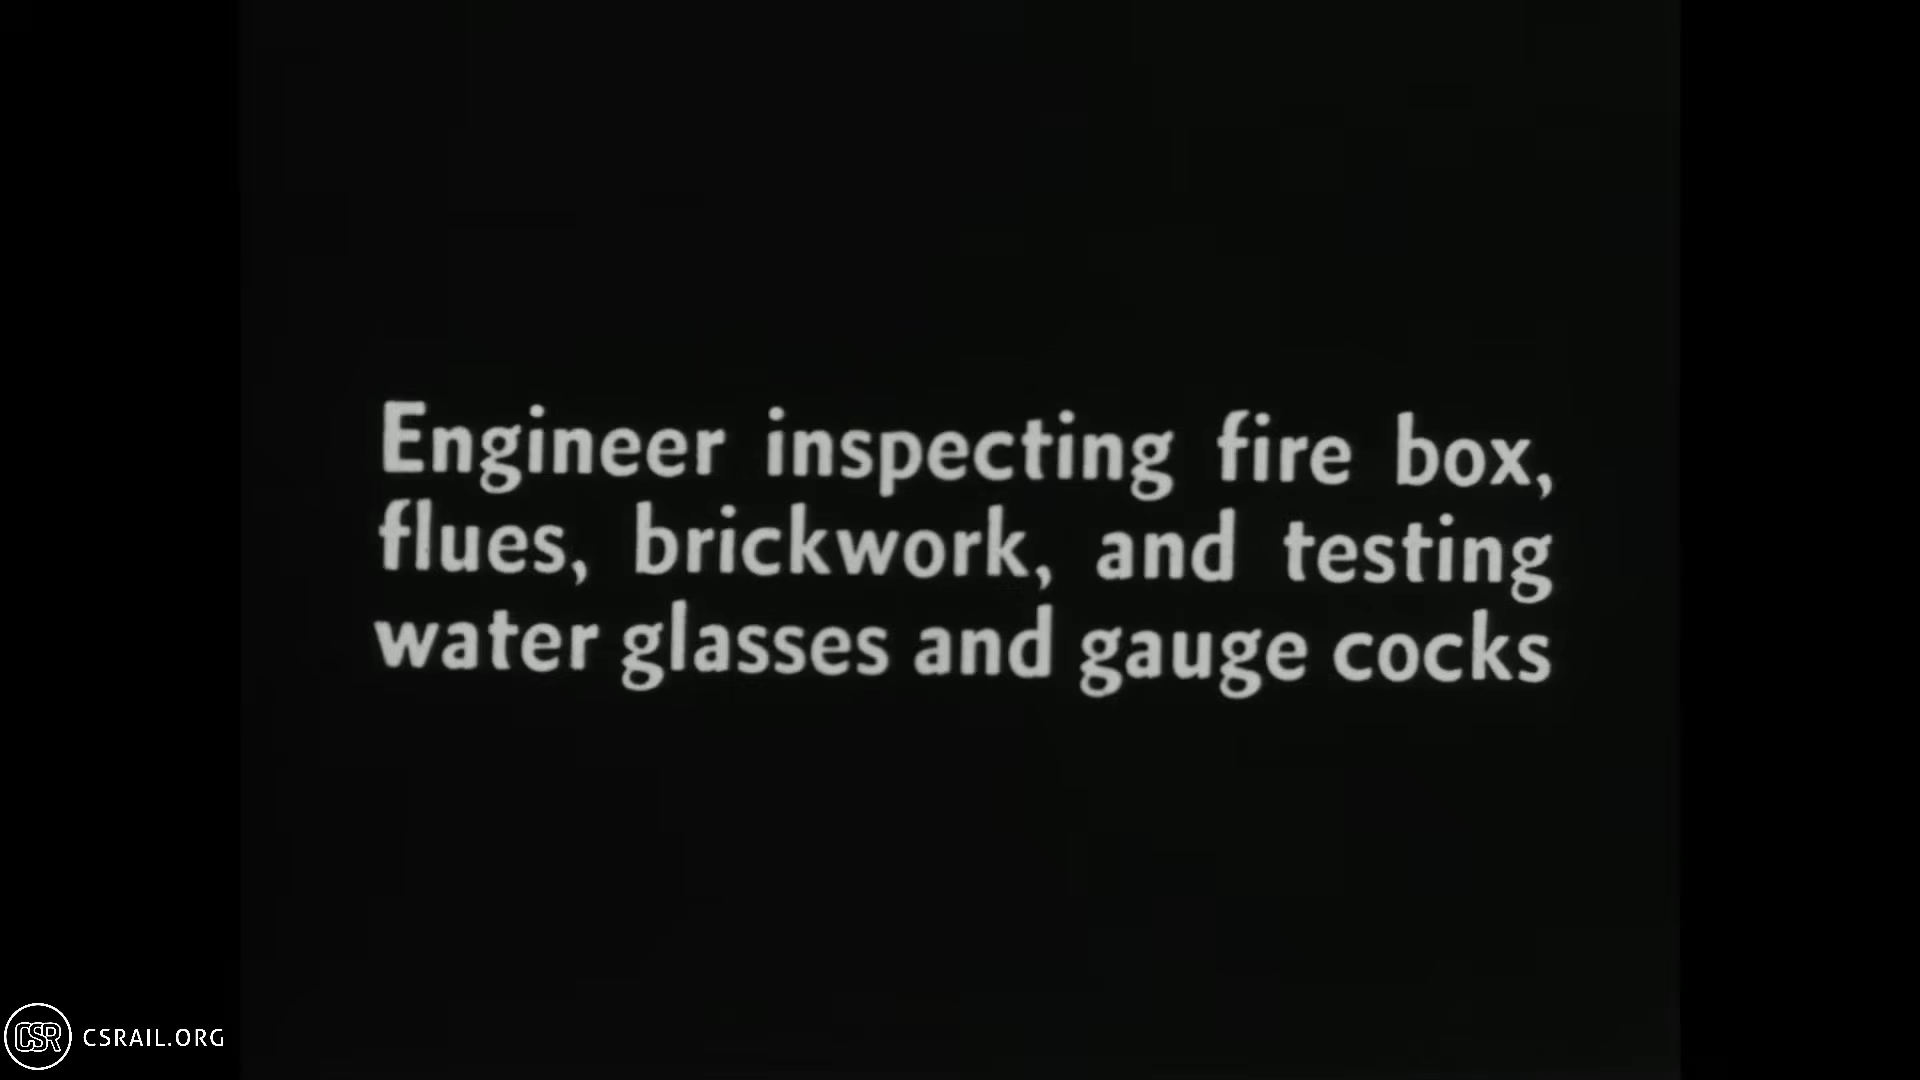 Engineer inspecting fire box,
flues, brickwork, and testing
water glasses and gauge cocks
CSR CSRAIL.ORG